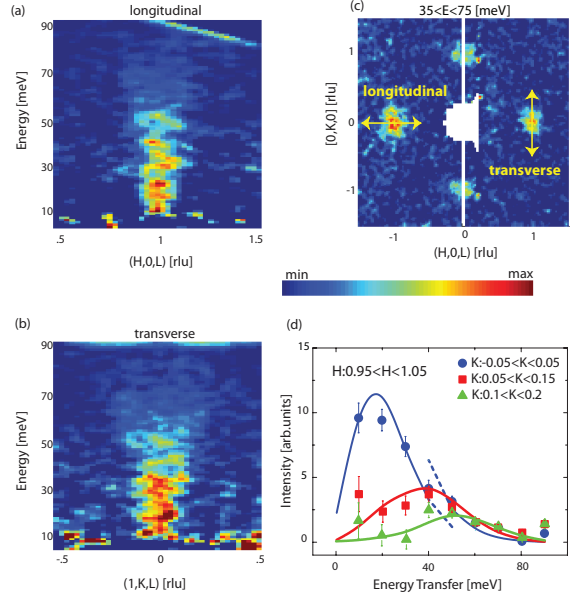 (a)
longitudinal
90
70
50
30
10
Energy [meV]
.5
1
1.5
(H,0,L) [rlu]
(c)
35<E<75 [meV]
1
0
-1
[0,K,0] [rlu]
longitudinal
transverse
-1
0
1
(H,0,L) [rlu]
min
max
(b)
transverse
90
70
50
30
10
Energy [meV]
-.5
0
.5
(1,K,L) [rlu]
(d)
15
10
5
0
Intensity [arb.units]
H:0.95<H<1.05
K:-0.05<K<0.05
K:0.05<K<0.15
K:0.1<K<0.2
0
40
80
Energy Transfer [meV]